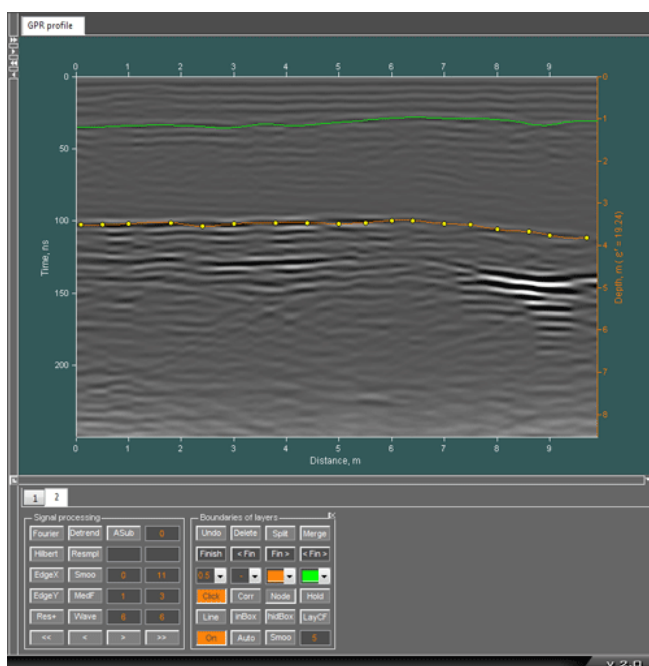 GPR profile
0 1 2 3 4 5 6 7 8 9
0
50
100
150
200
Time, ns
0
1
2
3
4
5
6
7
8
Depth, m ( ε' = 19.24)
0 1 2 3 4 5 6 7 8 9
Distance, m
1 2
Signal processing
Fourier Detrend ASub 0
Hilbert Resmpl
EdgeX Smoo 0 11
EdgeY MedF 1 3
Res+ Wave 6 6
<< < > >>
Boundaries of layers
Undo Delete Split Merge
Finish < Fin Fin > < Fin >
0.5 -
Click Corr Node Hold
Line inBox hidBox LayCF
On Auto Smoo 5
v 2.0